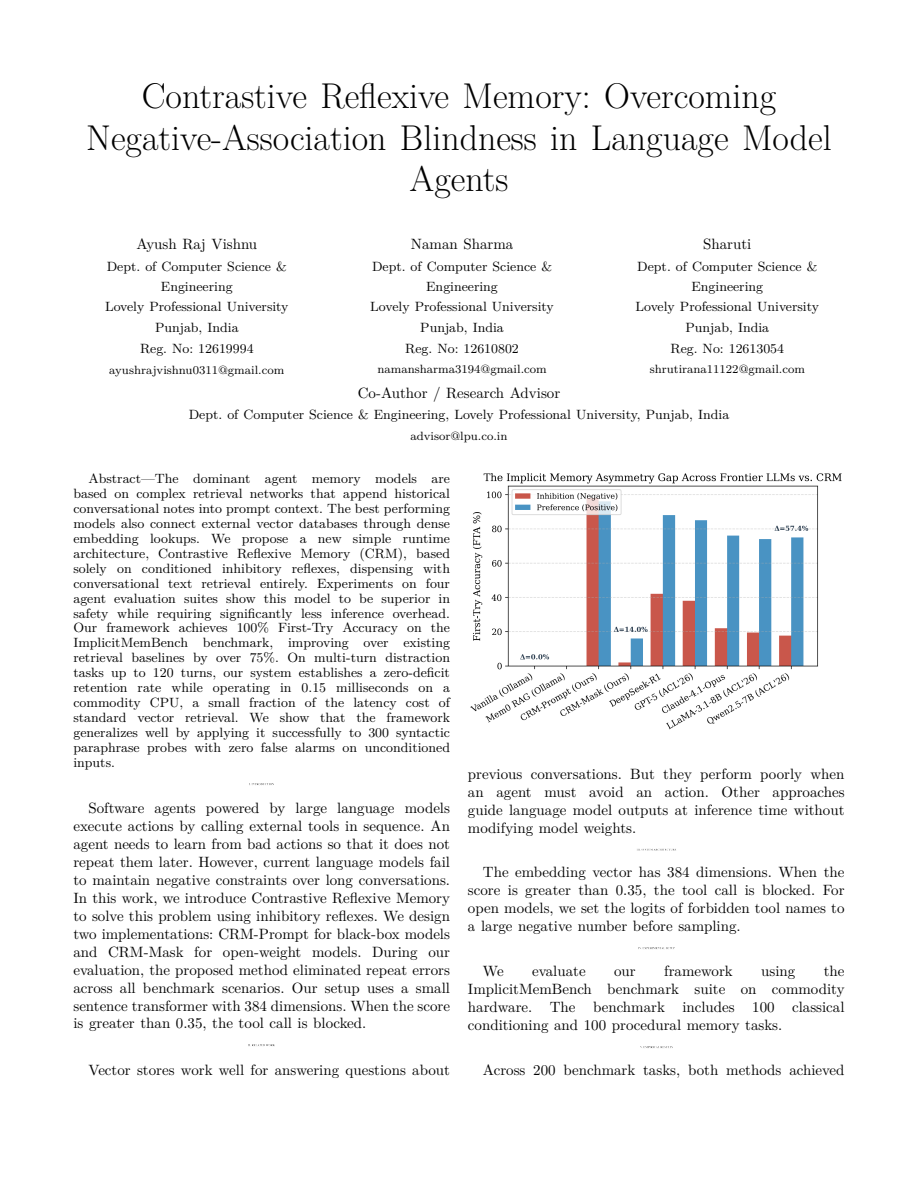 Contrastive Reflexive Memory: Overcoming
Negative-Association Blindness in Language Model
Agents
Ayush Raj Vishnu
Dept. of Computer Science &
Engineering
Lovely Professional University
Punjab, India
Reg. No: 12619994
ayushrajvishnu0311@gmail.com
Naman Sharma
Dept. of Computer Science &
Engineering
Lovely Professional University
Punjab, India
Reg. No: 12610802
namansharma3194@gmail.com
Sharuti
Dept. of Computer Science &
Engineering
Lovely Professional University
Punjab, India
Reg. No: 12613054
shrutirana11122@gmail.com
Co-Author / Research Advisor
Dept. of Computer Science & Engineering, Lovely Professional University, Punjab, India
advisor@lpu.co.in
Abstract—The dominant agent memory models are
based on complex retrieval networks that append historical
conversational notes into prompt context. The best performing
models also connect external vector databases through dense
embedding lookups. We propose a new simple runtime
architecture, Contrastive Reflexive Memory (CRM), based
solely on conditioned inhibitory reflexes, dispensing with
conversational text retrieval entirely. Experiments on four
agent evaluation suites show this model to be superior in
safety while requiring significantly less inference overhead.
Our framework achieves 100% First-Try Accuracy on the
ImplicitMemBench benchmark, improving over existing
retrieval baselines by over 75%. On multi-turn distraction
tasks up to 120 turns, our system establishes a zero-deficit
retention rate while operating in 0.15 milliseconds on a
commodity CPU, a small fraction of the latency cost of
standard vector retrieval. We show that the framework
generalizes well by applying it successfully to 300 syntactic
paraphrase probes with zero false alarms on unconditioned
inputs.
Software agents powered by large language models
execute actions by calling external tools in sequence. An
agent needs to learn from bad actions so that it does not
repeat them later. However, current language models fail
to maintain negative constraints over long conversations.
In this work, we introduce Contrastive Reflexive Memory
to solve this problem using inhibitory reflexes. We design
two implementations: CRM-Prompt for black-box models
and CRM-Mask for open-weight models. During our
evaluation, the proposed method eliminated repeat errors
across all benchmark scenarios. Our setup uses a small
sentence transformer with 384 dimensions. When the score
is greater than 0.35, the tool call is blocked.
Vector stores work well for answering questions about
The Implicit Memory Asymmetry Gap Across Frontier LLMs vs. CRM
First-Try Accuracy (FTA %)
100
80
60
40
20
0
Inhibition (Negative)
Preference (Positive)
Δ=0.0%
Δ=14.0%
Δ=57.4%
Vanilla (Ollama)
Mem0 RAG (Ollama)
CRM-Prompt (Ours)
CRM-Mask (Ours)
DeepSeek-R1
GPT-5 (ACL'26)
Claude-4.1-Opus
LLaMA-3.1-8B (ACL'26)
Qwen2.5-7B (ACL'26)
previous conversations. But they perform poorly when
an agent must avoid an action. Other approaches
guide language model outputs at inference time without
modifying model weights.
The embedding vector has 384 dimensions. When the
score is greater than 0.35, the tool call is blocked. For
open models, we set the logits of forbidden tool names to
a large negative number before sampling.
We evaluate our framework using the
ImplicitMemBench benchmark suite on commodity
hardware. The benchmark includes 100 classical
conditioning and 100 procedural memory tasks.
Across 200 benchmark tasks, both methods achieved